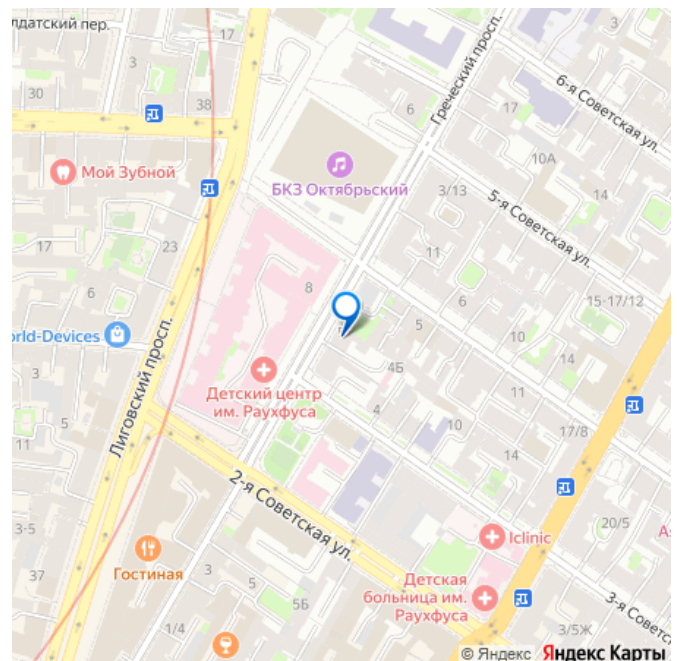 лдатский пер.
17
3
30
38
Греческий просп.
6
6-я Советская ул.
17
10А
14
Мой Зубной
БКЗ Октябрьский
3/13
5-я Советская ул.
17
23
11
8
6
6
15-17/12
orld-Devices
5
10
14
Лиговский просп.
4Б
3
Детский центр
им. Раухфуса
11
5
4
10
11
17/8
14
2-я Советская ул.
3-5
20/5
Iclinic
As
Гостиная
3
37
5
5Б
Детская
больница им.
Раухфуса
3-я Советс
1/4
3/5Ж
© Яндекс Яндекс Карты